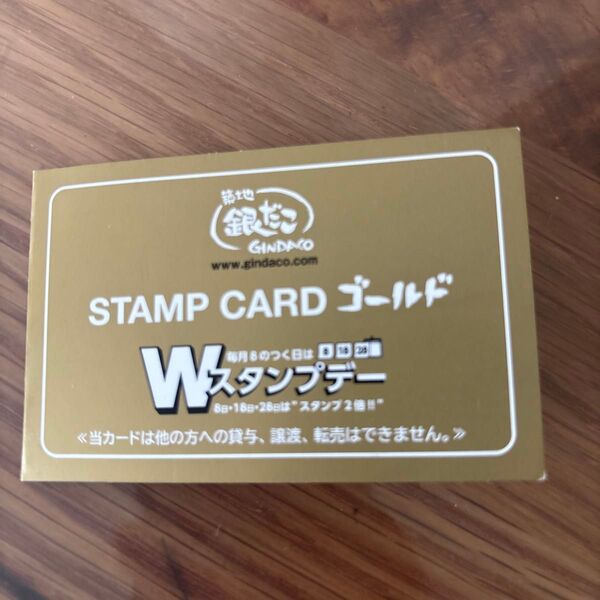 築地
銀だこ
GINDACO
www.gindaco.com
STAMP CARD ゴールド
毎月8のつく日は 8 18 28
Wスタンプデー
8日・18日・28日は"スタンプ2倍!!"
≪当カードは他の方への貸与、譲渡、転売はできません。≫